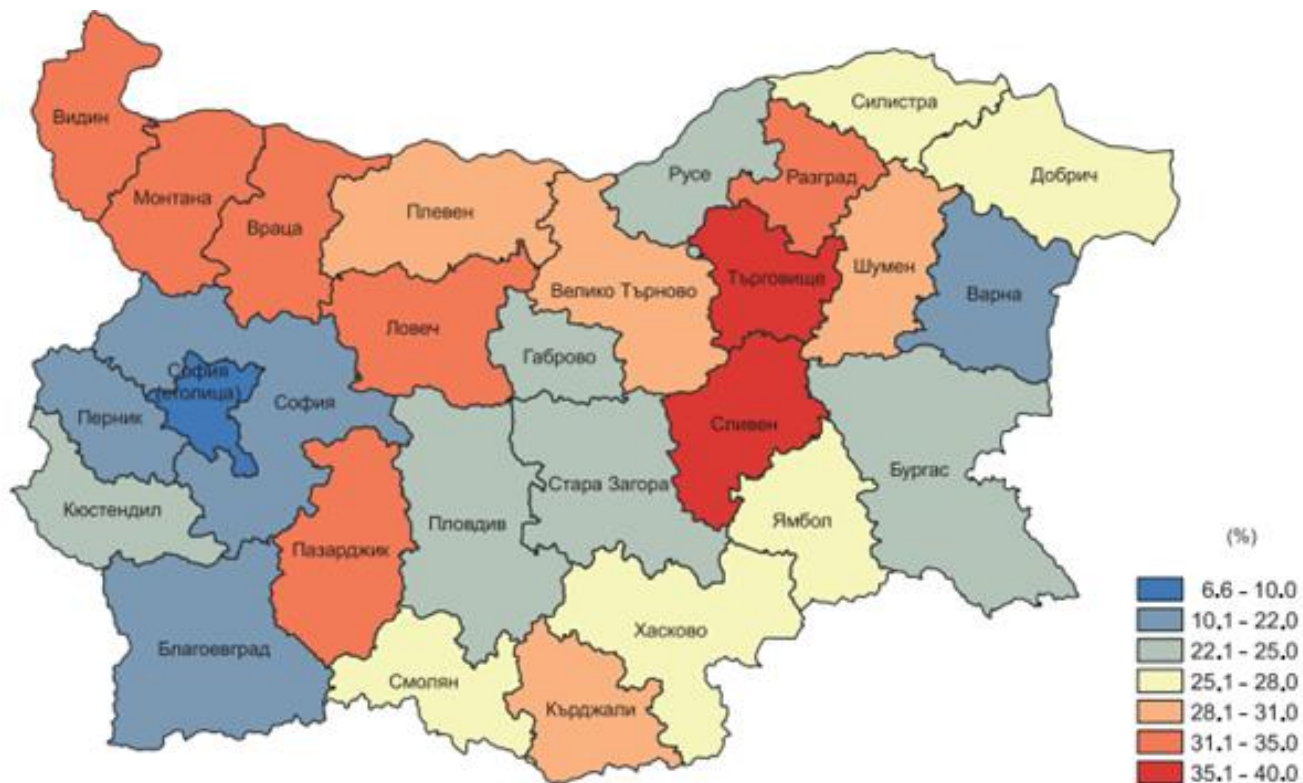 Видин
Монтана
Враца
Плевен
Ловеч
Велико Търново
Габрово
Русе
Разград
Силистра
Добрич
Търговище
Шумен
Варна
София
(столица)
София
Перник
Кюстендил
Благоевград
Пазарджик
Пловдив
Стара Загора
Сливен
Ямбол
Бургас
Хасково
Смолян
Кърджали
(%)
6.6 - 10.0
10.1 - 22.0
22.1 - 25.0
25.1 - 28.0
28.1 - 31.0
31.1 - 35.0
35.1 - 40.0